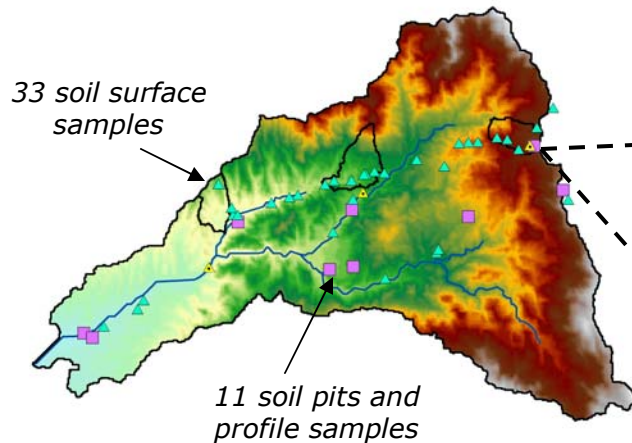 33 soil surface
samples
11 soil pits and
profile samples